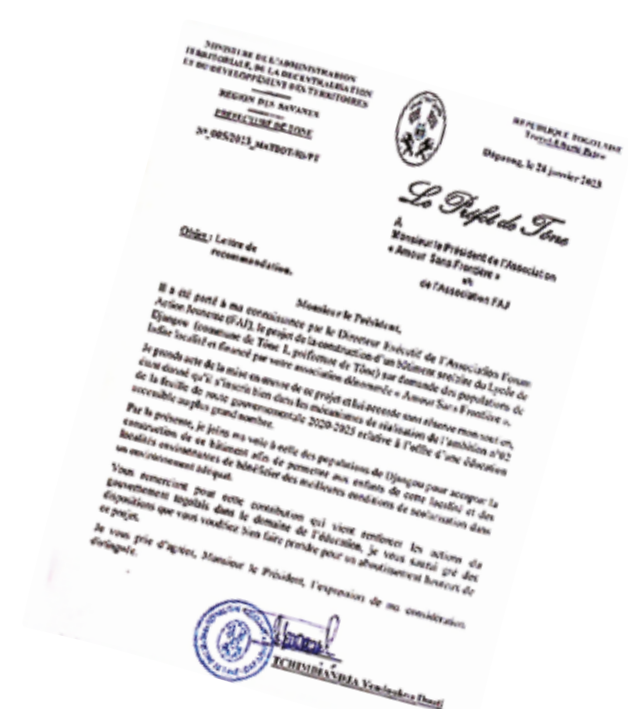 MINISTERE DE L'ADMINISTRATION
TERRITORIALE, DE LA DECENTRALISATION
ET DU DEVELOPPEMENT DES TERRITOIRES
REGION DES SAVANES
PREFECTURE DE TONE
REPUBLIQUE TOGOLAISE
Dapaong, le 24 janvier 2023
Le Préfet de Tône
A
Monsieur le Président de l'Association
« Amour Sans Frontière »
de l'Association FAJ
Objet : Lettre de
recommandation.
Monsieur le Président,
Il a été porté à ma connaissance par le Directeur Exécutif de l'Association Forum
Action Jeunesse (FAJ), le projet de la construction d'un bâtiment scolaire du Lycée de
Djangou (commune de Tône 1, préfecture de Tône) sur demande des populations de
ladite localité et financé par votre association dénommée « Amour Sans Frontière ».
Je prends acte de la mise en œuvre de ce projet et lui accorde sans réserve mon soutien,
étant donné qu'il s'inscrit bien dans les mécanismes de réalisation de l'ambition n°02
de la feuille de route gouvernementale 2020-2025 relative à l'offre d'une éducation
accessible au plus grand nombre.
Par la présente, je joins ma voix à celle des populations de Djangou pour accepter la
construction de ce bâtiment afin de permettre aux enfants de cette localité et des
localités environnantes de bénéficier des meilleures conditions de scolarisation dans
un environnement adéquat.
Vous remerciant pour cette contribution qui vient renforcer les actions du
gouvernement togolais dans le domaine de l'éducation, je vous saurai gré des
dispositions que vous voudriez bien faire prendre pour un aboutissement heureux de
ce projet.
Je vous prie d'agréer, Monsieur le Président, l'expression de ma considération
distinguée.